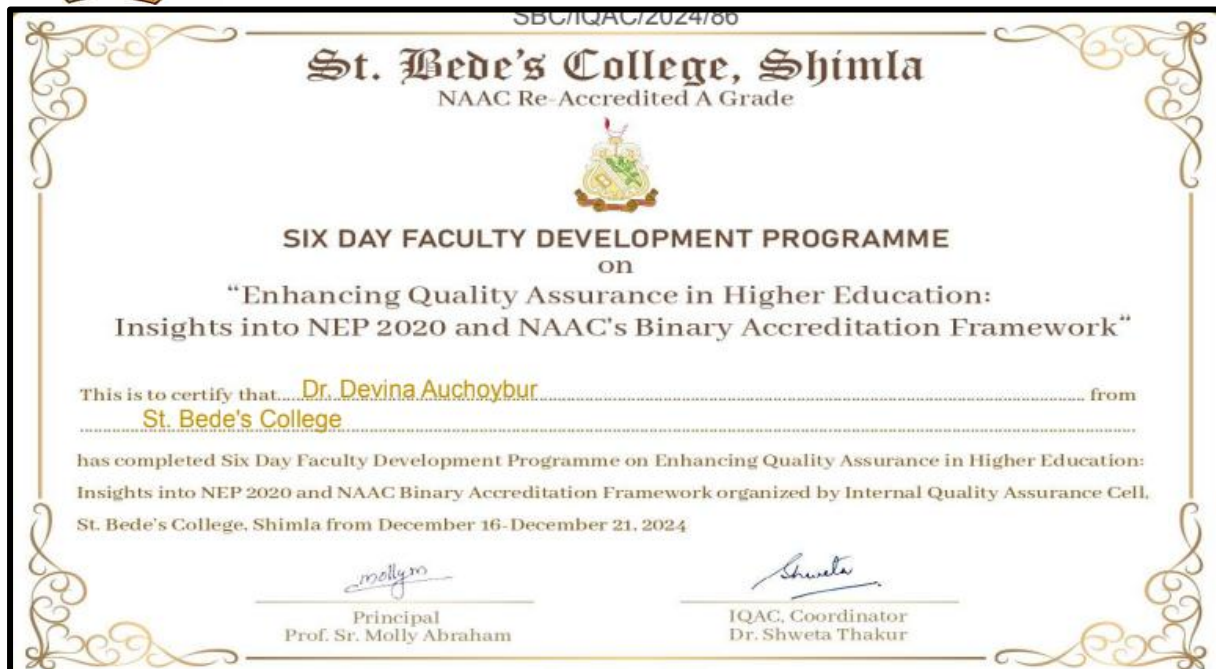 SBC/IQAC/2024/86
St. Bede's College, Shimla
NAAC Re-Accredited A Grade
SIX DAY FACULTY DEVELOPMENT PROGRAMME
on
“Enhancing Quality Assurance in Higher Education:
Insights into NEP 2020 and NAAC's Binary Accreditation Framework“
This is to certify that Dr. Devina Auchoybur from
St. Bede's College
has completed Six Day Faculty Development Programme on Enhancing Quality Assurance in Higher Education:
Insights into NEP 2020 and NAAC Binary Accreditation Framework organized by Internal Quality Assurance Cell,
St. Bede's College, Shimla from December 16-December 21, 2024
mollym Shweta
Principal IQAC, Coordinator
Prof. Sr. Molly Abraham Dr. Shweta Thakur